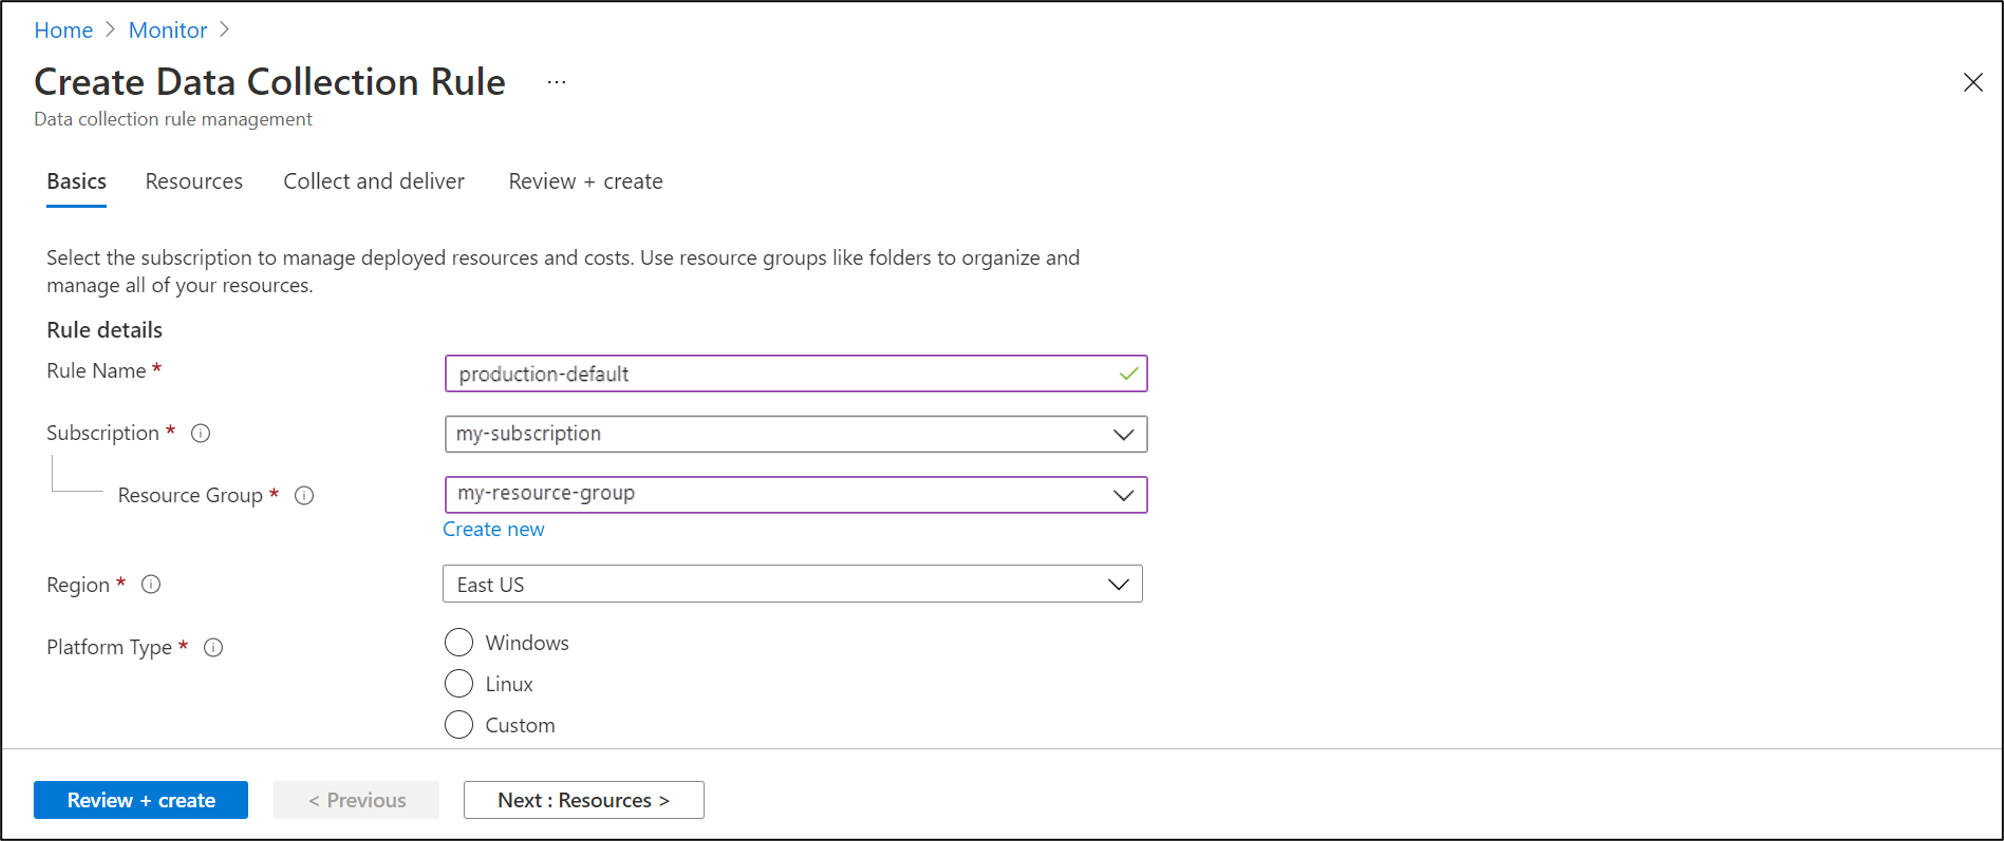 Home > Monitor >
Create Data Collection Rule ...
Data collection rule management
Basics Resources Collect and deliver Review + create
Select the subscription to manage deployed resources and costs. Use resource groups like folders to organize and
manage all of your resources.
Rule details
Rule Name * production-default
Subscription * my-subscription
Resource Group * my-resource-group
Create new
Region * East US
Platform Type * Windows
Linux
Custom
Review + create < Previous Next : Resources >